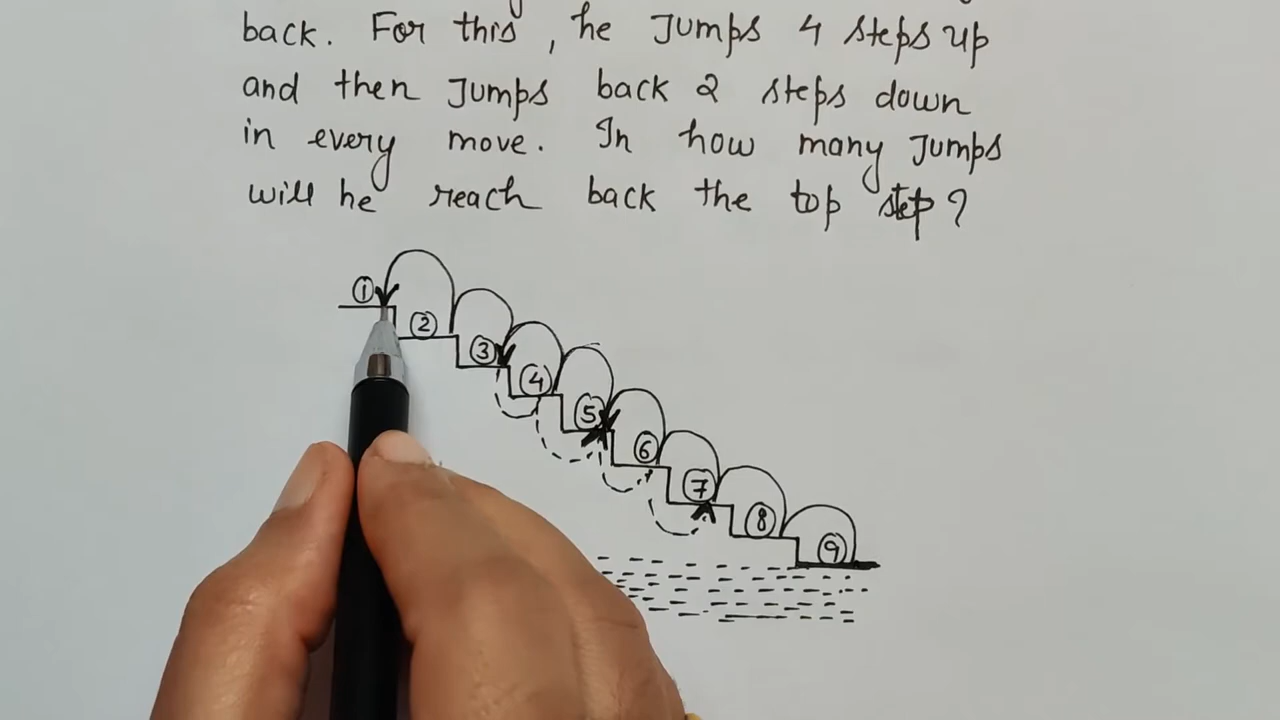 back. For this, he Jumps 4 steps up
and then Jumps back 2 steps down
in every move. In how many Jumps
will he reach back the top step?
1
2
3
4
5
6
7
8
9